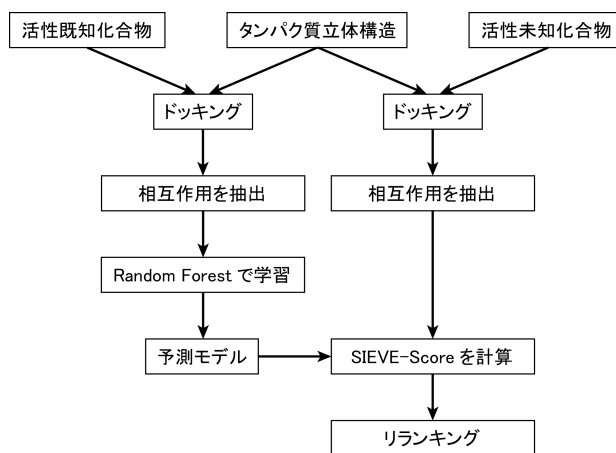 活性既知化合物
タンパク質立体構造
活性未知化合物
ドッキング
ドッキング
相互作用を抽出
相互作用を抽出
Random Forest で学習
予測モデル
SIEVE-Score を計算
リランキング